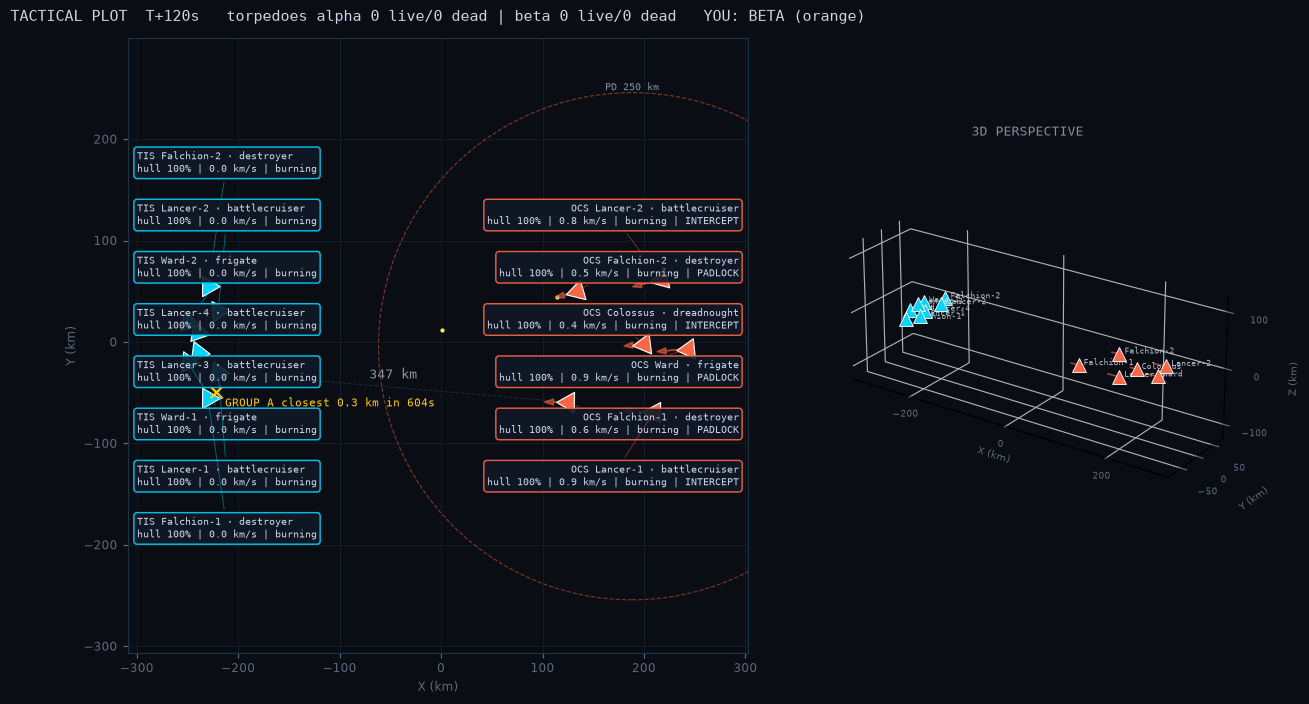 TACTICAL PLOT  T+120s   torpedoes alpha 0 live/0 dead | beta 0 live/0 dead   YOU: BETA (orange)
PD 250 km
3D PERSPECTIVE
TIS Falchion-2 · destroyer
hull 100% | 0.0 km/s | burning
TIS Lancer-2 · battlecruiser
hull 100% | 0.0 km/s | burning
TIS Ward-2 · frigate
hull 100% | 0.0 km/s | burning
TIS Lancer-4 · battlecruiser
hull 100% | 0.0 km/s | burning
TIS Lancer-3 · battlecruiser
hull 100% | 0.0 km/s | burning
TIS Ward-1 · frigate
hull 100% | 0.0 km/s | burning
TIS Lancer-1 · battlecruiser
hull 100% | 0.0 km/s | burning
TIS Falchion-1 · destroyer
hull 100% | 0.0 km/s | burning
OCS Lancer-2 · battlecruiser
hull 100% | 0.8 km/s | burning | INTERCEPT
OCS Falchion-2 · destroyer
hull 100% | 0.5 km/s | burning | PADLOCK
OCS Colossus · dreadnought
hull 100% | 0.4 km/s | burning | INTERCEPT
OCS Ward · frigate
hull 100% | 0.9 km/s | burning | PADLOCK
OCS Falchion-1 · destroyer
hull 100% | 0.6 km/s | burning | PADLOCK
OCS Lancer-1 · battlecruiser
hull 100% | 0.9 km/s | burning | INTERCEPT
347 km
GROUP A closest 0.3 km in 604s
200
100
0
−100
−200
−300
Y (km)
−300
−200
−100
0
100
200
300
X (km)
Falchion-2
Falchion-2
Falchion-1
Lancer-2
100
0
−100
Z (km)
−200
0
200
X (km)
−50
0
50
Y (km)